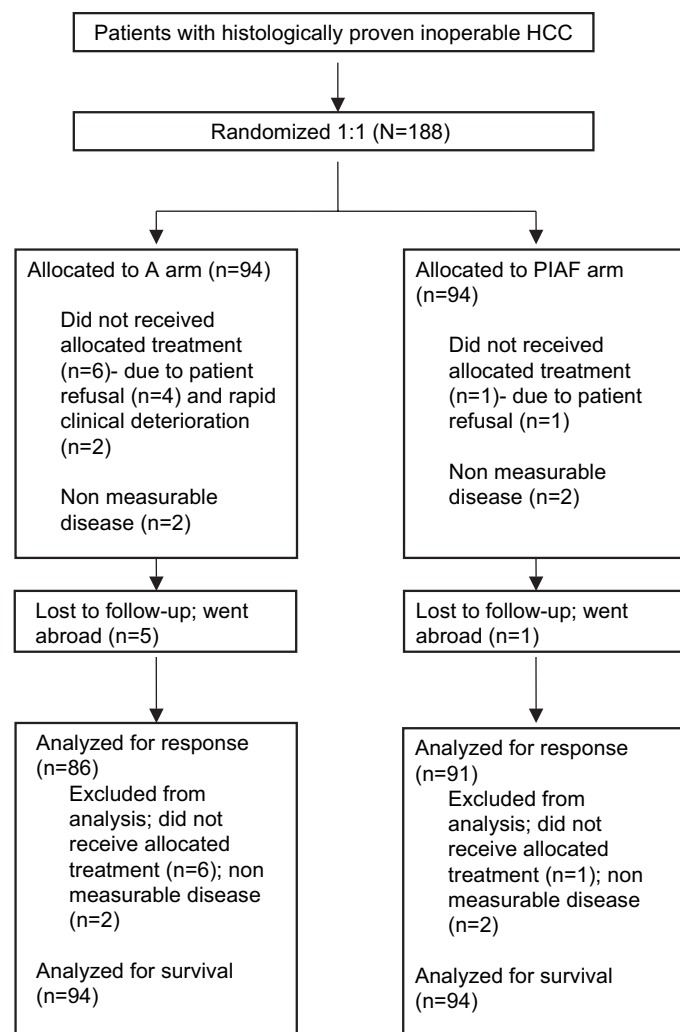 Patients with histologically proven inoperable HCC
Randomized 1:1 (N=188)
Allocated to A arm (n=94)
Did not received
allocated treatment
(n=6)- due to patient
refusal (n=4) and rapid
clinical deterioration
(n=2)
Non measurable
disease (n=2)
Allocated to PIAF arm
(n=94)
Did not received
allocated treatment
(n=1)- due to patient
refusal (n=1)
Non measurable
disease (n=2)
Lost to follow-up; went
abroad (n=5)
Lost to follow-up; went
abroad (n=1)
Analyzed for response
(n=86)
Excluded from
analysis; did not
receive allocated
treatment (n=6); non
measurable disease
(n=2)
Analyzed for survival
(n=94)
Analyzed for response
(n=91)
Excluded from
analysis; did not
receive allocated
treatment (n=1); non
measurable disease
(n=2)
Analyzed for survival
(n=94)